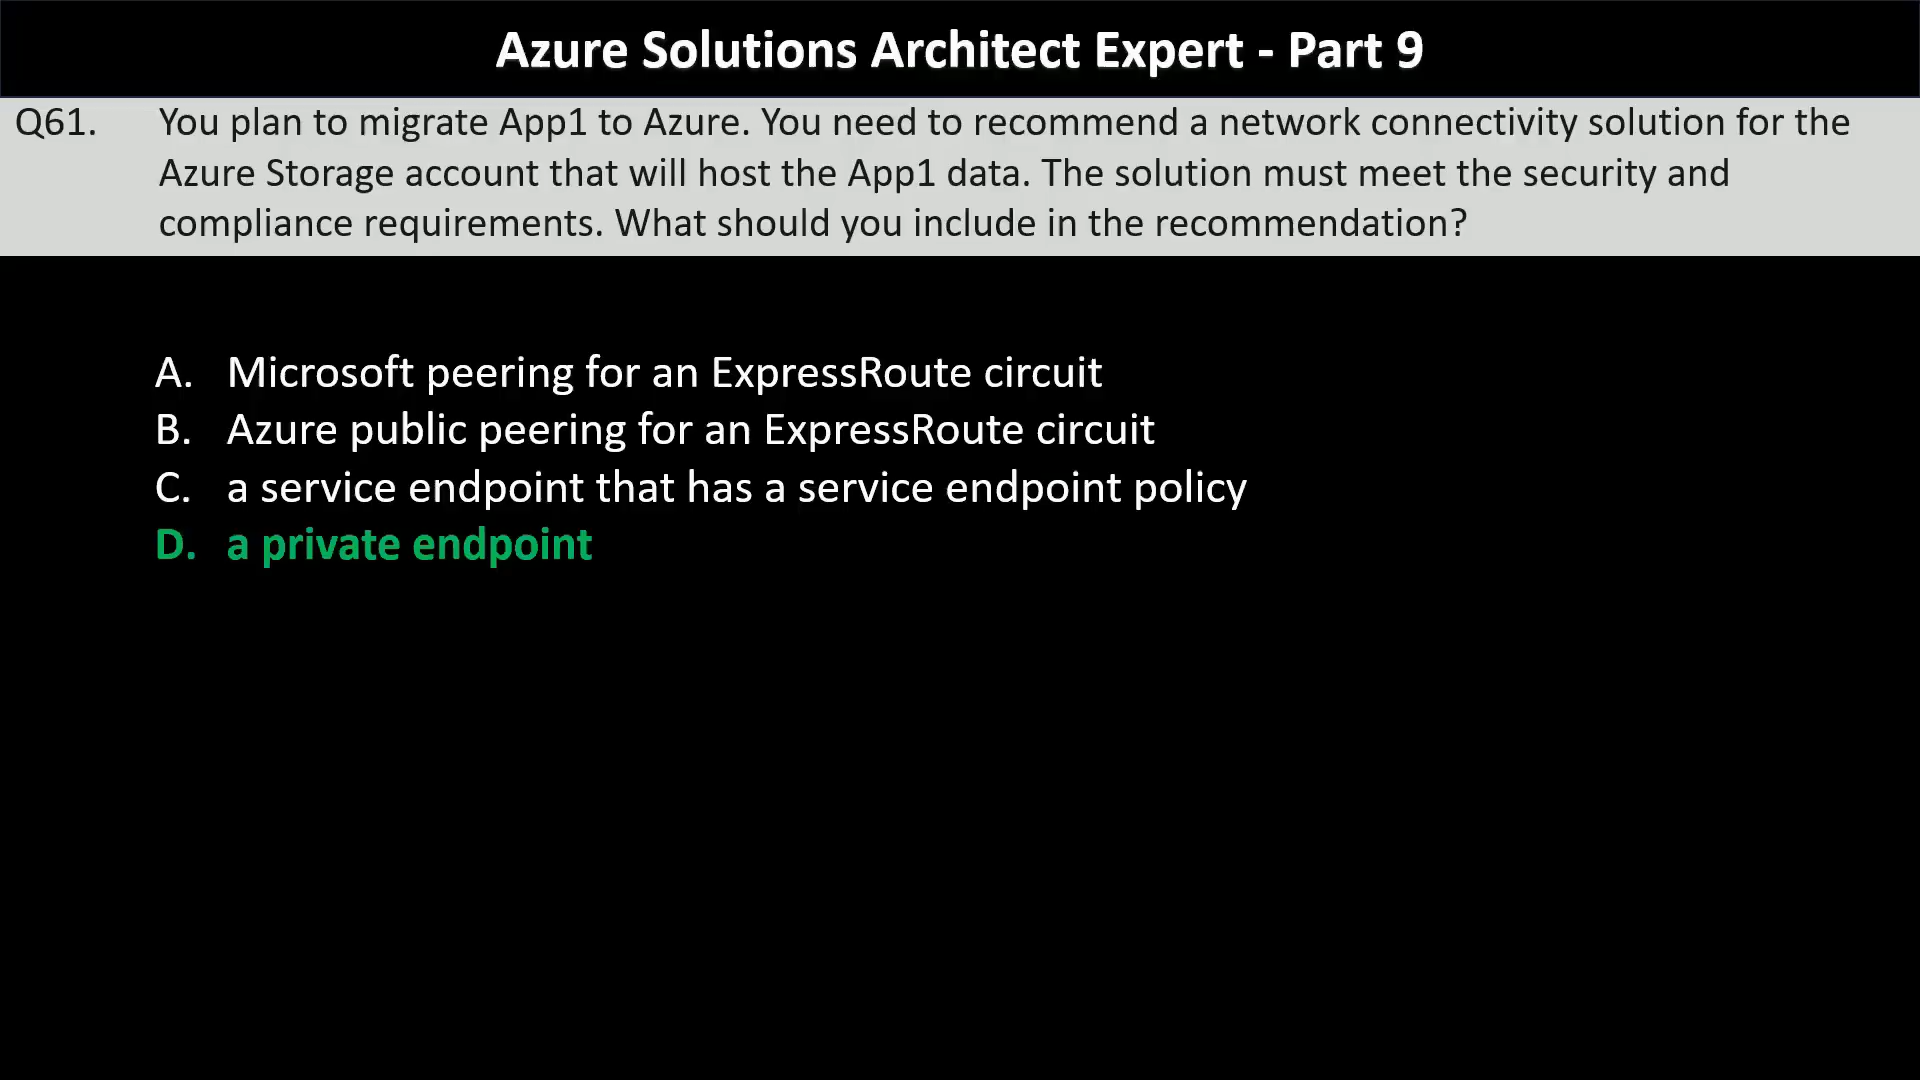 Azure Solutions Architect Expert - Part 9
Q61. You plan to migrate App1 to Azure. You need to recommend a network connectivity solution for the
Azure Storage account that will host the App1 data. The solution must meet the security and
compliance requirements. What should you include in the recommendation?
A. Microsoft peering for an ExpressRoute circuit
B. Azure public peering for an ExpressRoute circuit
C. a service endpoint that has a service endpoint policy
D. a private endpoint